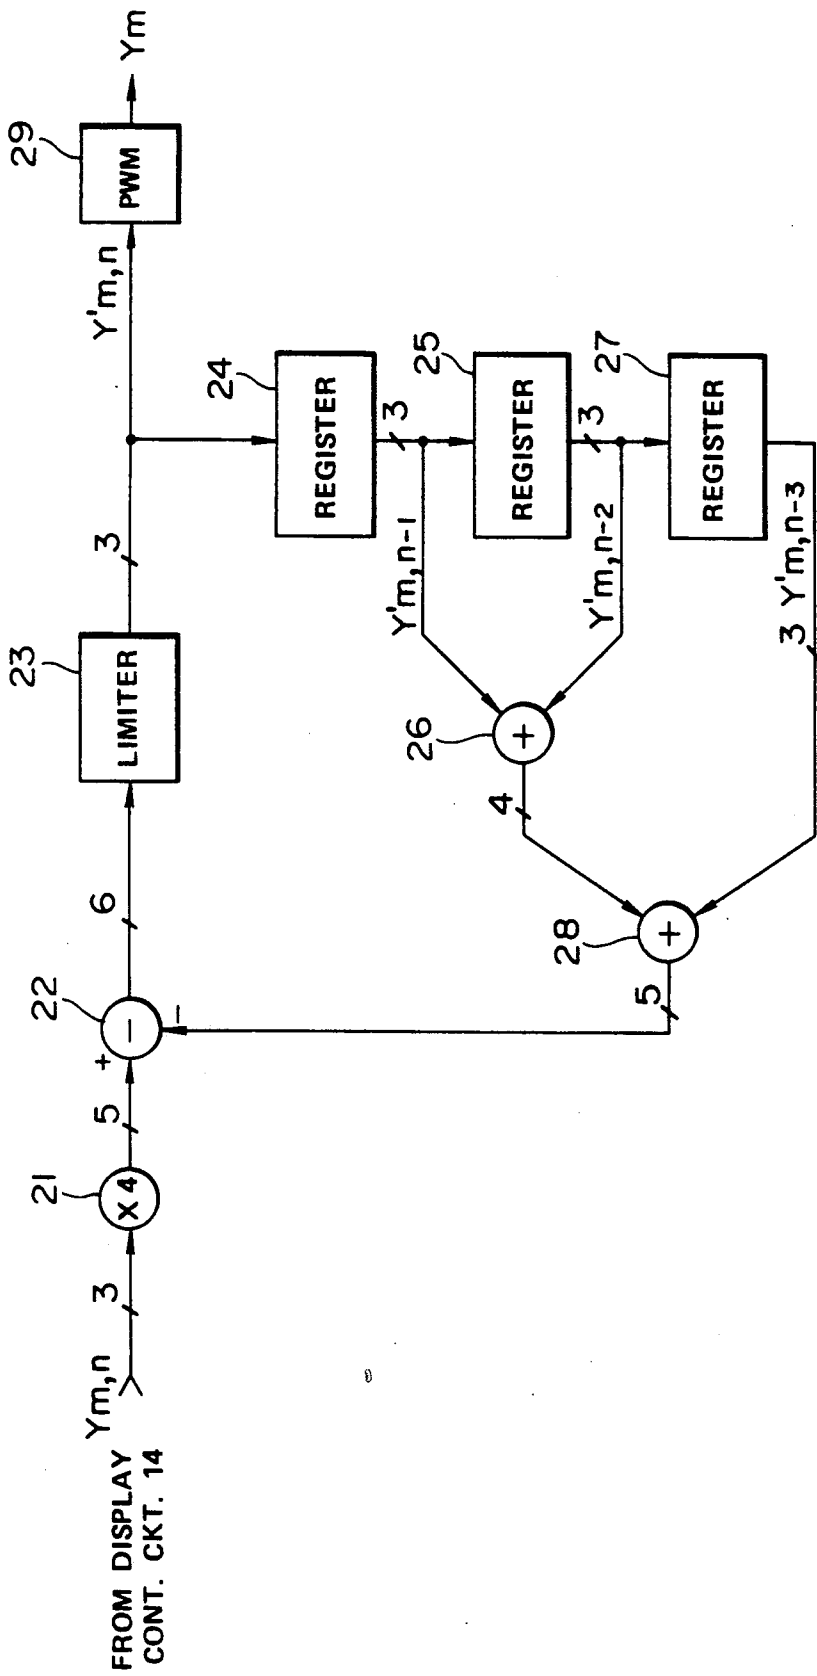 FROM DISPLAY
CONT. CKT. 14
Ym,n
3
21
X 4
5
+
22
−
−
6
23
LIMITER
3
Y'm,n
29
PWM
Ym
24
REGISTER
3
Y'm,n-1
25
REGISTER
3
Y'm,n-2
27
REGISTER
3 Y'm,n-3
26
+
4
28
+
5